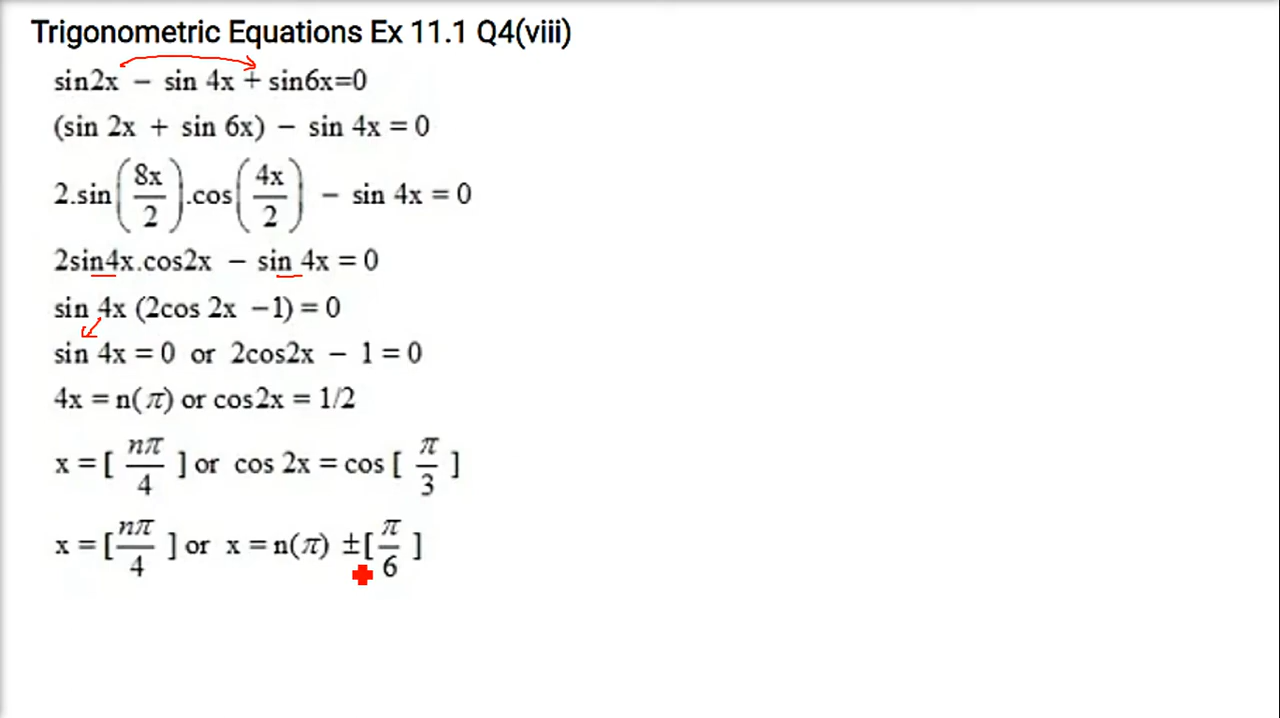 Trigonometric Equations Ex 11.1 Q4(viii)
sin2x − sin 4x + sin6x=0
(sin 2x + sin 6x) − sin 4x = 0
2.sin(8x/2).cos(4x/2) − sin 4x = 0
2sin4x.cos2x − sin 4x = 0
sin 4x (2cos 2x −1) = 0
sin 4x = 0 or 2cos2x − 1 = 0
4x = n(π) or cos2x = 1/2
x = [ nπ/4 ] or cos 2x = cos [ π/3 ]
x = [nπ/4 ] or x = n(π) ±[π/6 ]